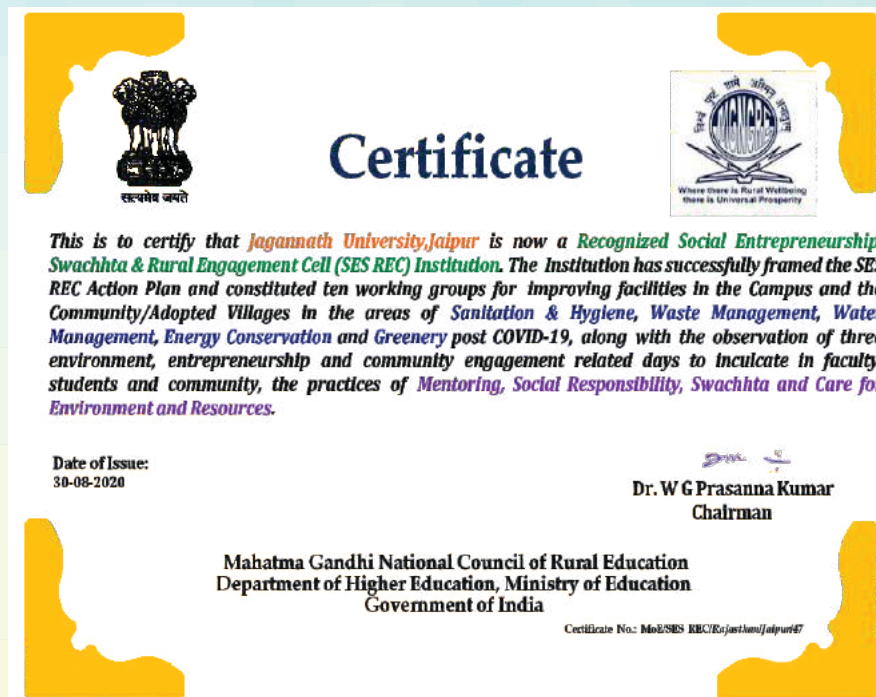 Certificate
सत्यमेव जयते
MGNCRE
Where there is Rural Wellbeing
there is Universal Prosperity
This is to certify that Jagannath University,Jaipur is now a Recognized Social Entrepreneurship
Swachhta & Rural Engagement Cell (SES REC) Institution. The Institution has successfully framed the SES
REC Action Plan and constituted ten working groups for improving facilities in the Campus and the
Community/Adopted Villages in the areas of Sanitation & Hygiene, Waste Management, Water
Management, Energy Conservation and Greenery post COVID-19, along with the observation of three
environment, entrepreneurship and community engagement related days to inculcate in faculty,
students and community, the practices of Mentoring, Social Responsibility, Swachhta and Care for
Environment and Resources.
Date of Issue:
30-08-2020
Dr. W G Prasanna Kumar
Chairman
Mahatma Gandhi National Council of Rural Education
Department of Higher Education, Ministry of Education
Government of India
Certificate No.: MoE/SES REC/Rajasthan/Jaipur/47